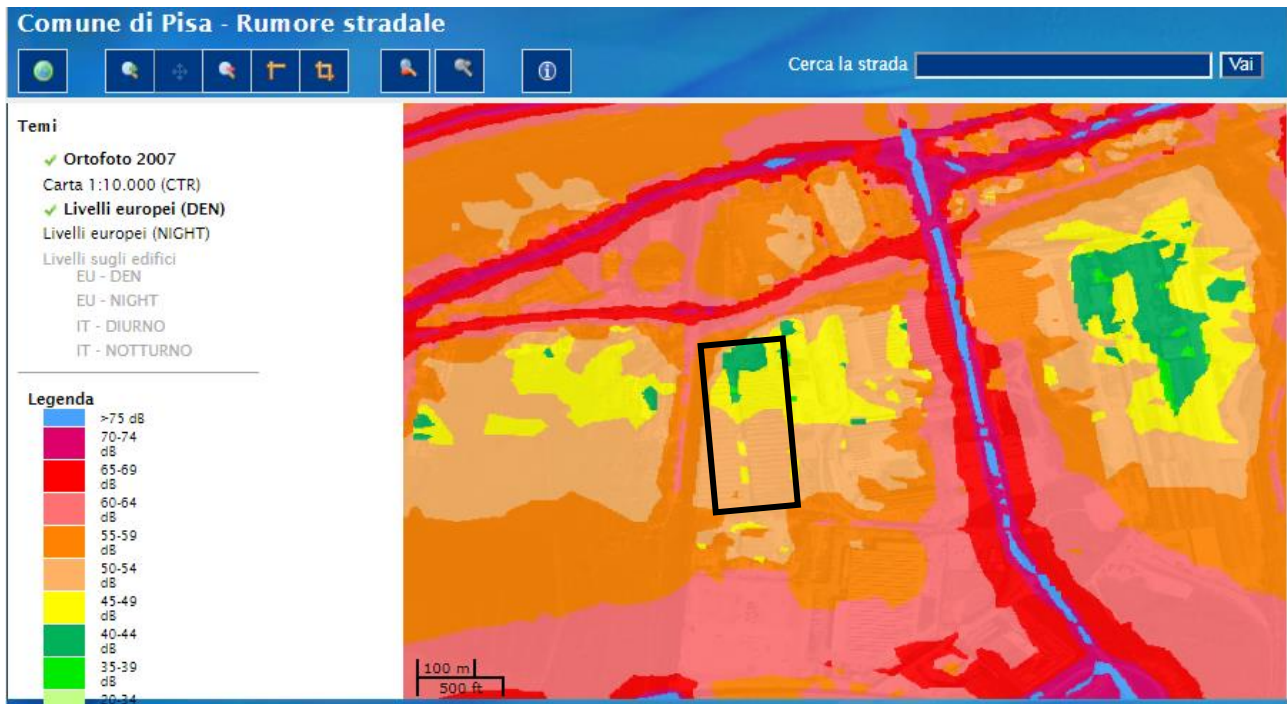 Comune di Pisa - Rumore stradale
Cerca la strada
Vai
Temi
Ortofoto 2007
Carta 1:10.000 (CTR)
Livelli europei (DEN)
Livelli europei (NIGHT)
Livelli sugli edifici
EU - DEN
EU - NIGHT
IT - DIURNO
IT - NOTTURNO
Legenda
>75 dB
70-74
dB
65-69
dB
60-64
dB
55-59
dB
50-54
dB
45-49
dB
40-44
dB
35-39
dB
100 m
500 ft